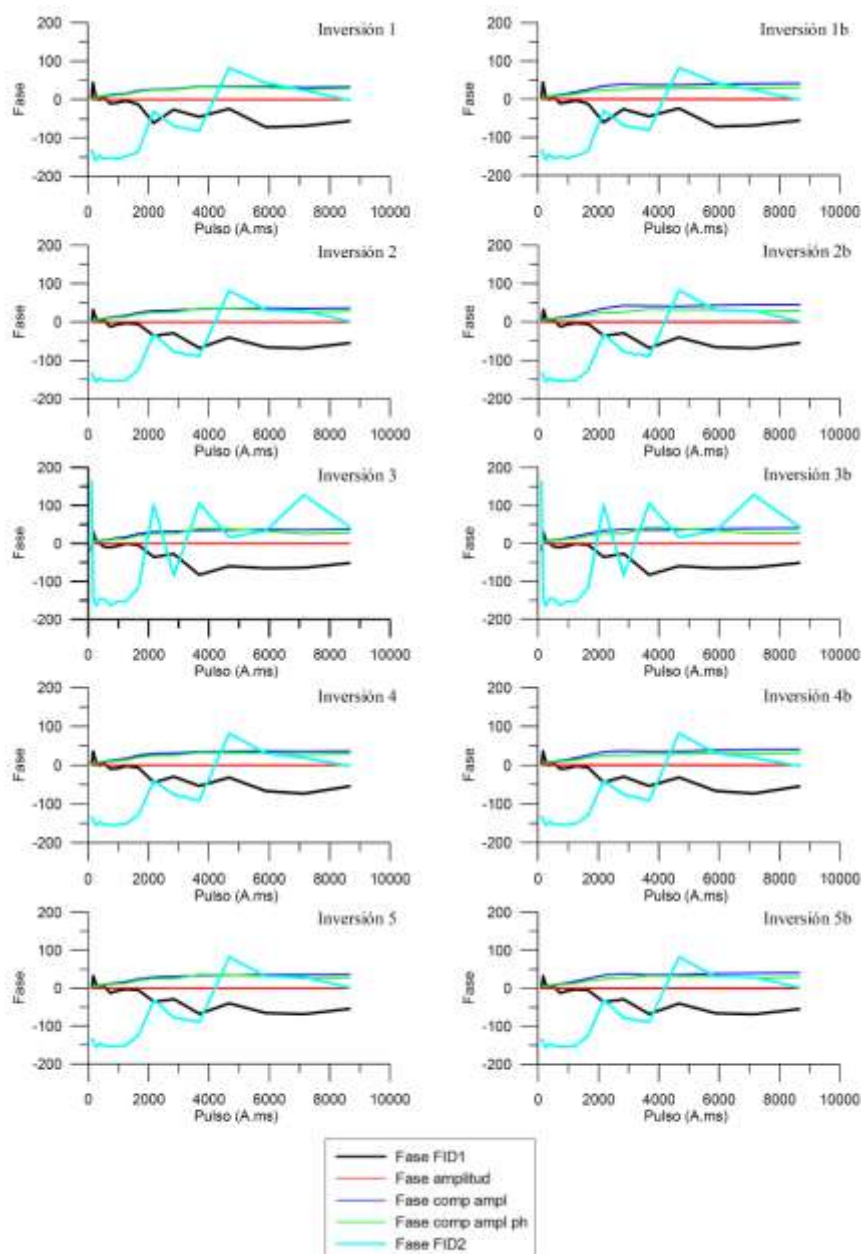 Inversión 1
200
100
0
-100
-200
Fase
0 2000 4000 6000 8000 10000
Pulso (A.ms)
Inversión 1b
200
100
0
-100
-200
Fase
0 2000 4000 6000 8000 10000
Pulso (A.ms)
Inversión 2
200
100
0
-100
-200
Fase
0 2000 4000 6000 8000 10000
Pulso (A.ms)
Inversión 2b
200
100
0
-100
-200
Fase
0 2000 4000 6000 8000 10000
Pulso (A.ms)
Inversión 3
200
100
0
-100
-200
Fase
0 2000 4000 6000 8000 10000
Pulso (A.ms)
Inversión 3b
200
100
0
-100
-200
Fase
0 2000 4000 6000 8000 10000
Pulso (A.ms)
Inversión 4
200
100
0
-100
-200
Fase
0 2000 4000 6000 8000 10000
Pulso (A.ms)
Inversión 4b
200
100
0
-100
-200
Fase
0 2000 4000 6000 8000 10000
Pulso (A.ms)
Inversión 5
200
100
0
-100
-200
Fase
0 2000 4000 6000 8000 10000
Pulso (A.ms)
Inversión 5b
200
100
0
-100
-200
Fase
0 2000 4000 6000 8000 10000
Pulso (A.ms)
Fase FID1
Fase amplitud
Fase comp ampl
Fase comp ampl ph
Fase FID2